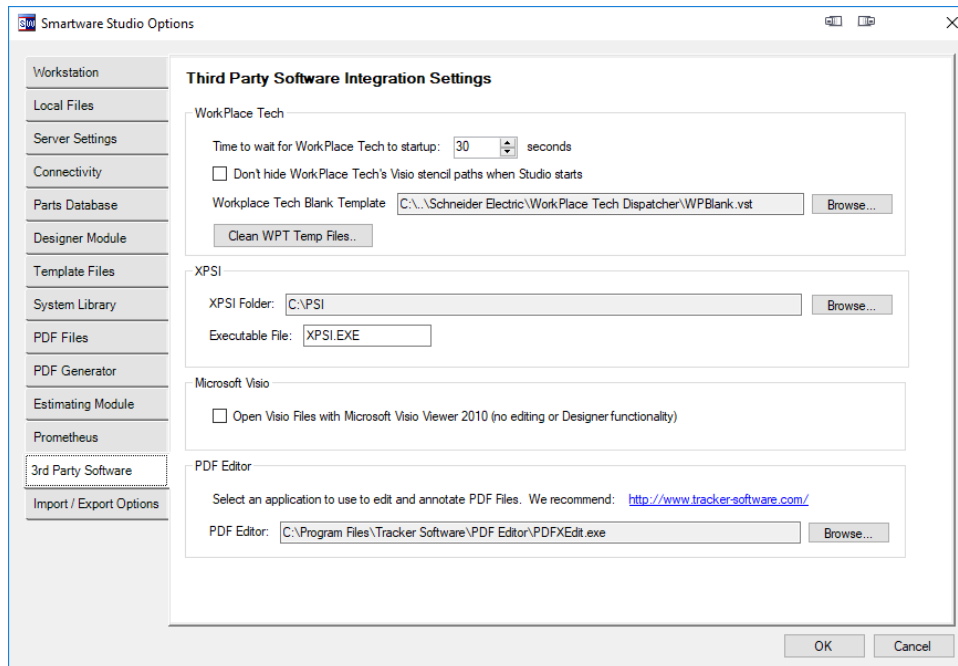 SW Smartware Studio Options
Workstation
Local Files
Server Settings
Connectivity
Parts Database
Designer Module
Template Files
System Library
PDF Files
PDF Generator
Estimating Module
Prometheus
3rd Party Software
Import / Export Options
Third Party Software Integration Settings
WorkPlace Tech
Time to wait for WorkPlace Tech to startup: 30 seconds
Don't hide WorkPlace Tech's Visio stencil paths when Studio starts
Workplace Tech Blank Template C:\..\Schneider Electric\WorkPlace Tech Dispatcher\WPBlank.vst Browse...
Clean WPT Temp Files..
XPSI
XPSI Folder: C:\PSI Browse...
Executable File: XPSI.EXE
Microsoft Visio
Open Visio Files with Microsoft Visio Viewer 2010 (no editing or Designer functionality)
PDF Editor
Select an application to use to edit and annotate PDF Files. We recommend: http://www.tracker-software.com/
PDF Editor: C:\Program Files\Tracker Software\PDF Editor\PDFXEdit.exe Browse...
OK Cancel